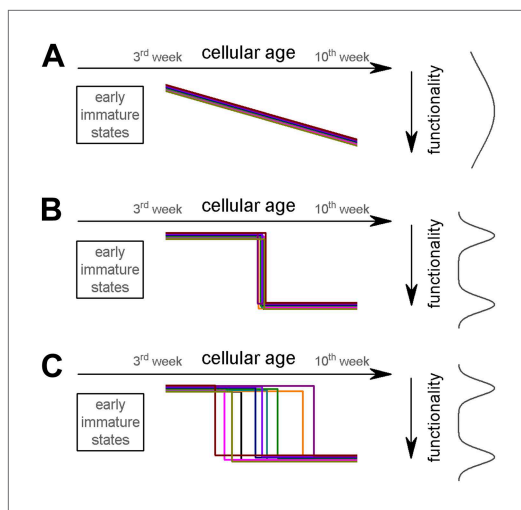 A
3rd week cellular age 10th week
early
immature
states
functionality
B
3rd week cellular age 10th week
early
immature
states
functionality
C
3rd week cellular age 10th week
early
immature
states
functionality